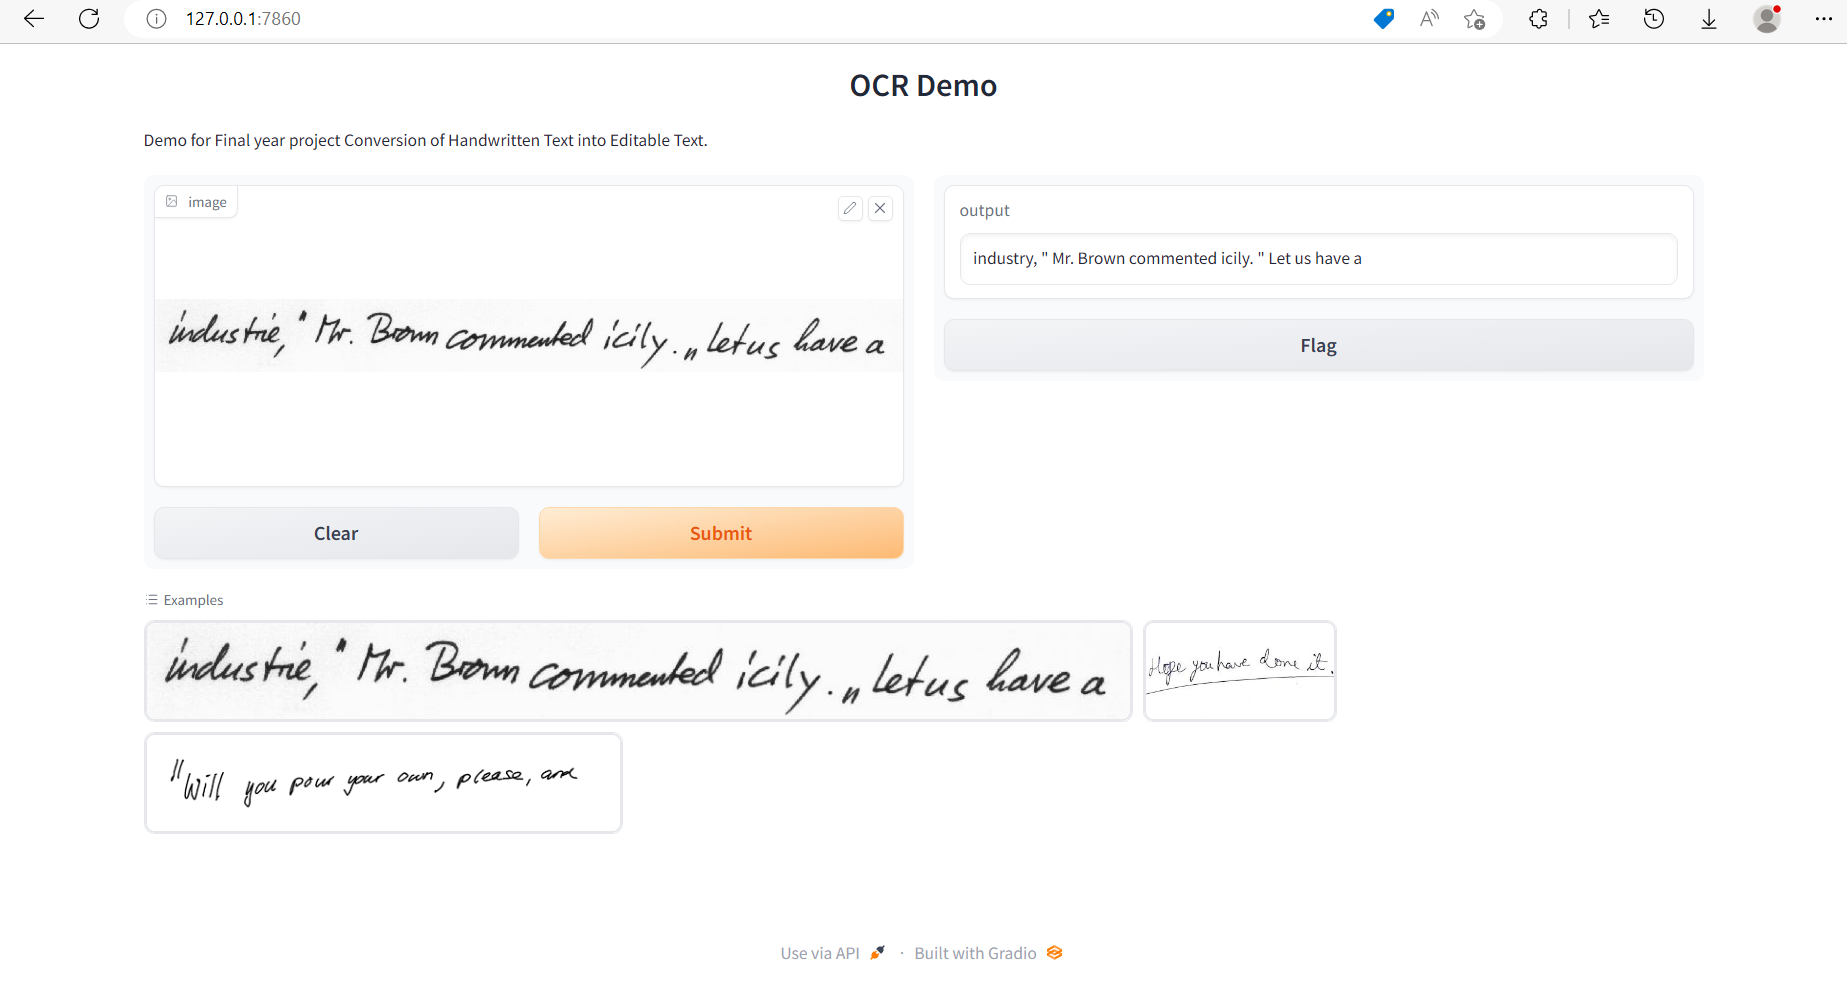 127.0.0.1:7860
OCR Demo
Demo for Final year project Conversion of Handwritten Text into Editable Text.
image
industrie," Mr. Brown commented icily. „Let us have a
Clear
Submit
output
industry, " Mr. Brown commented icily. " Let us have a
Flag
Examples
industrie," Mr. Brown commented icily. „Let us have a
Hope you have done it.
"Will you pour your own, please, and
Use via API · Built with Gradio